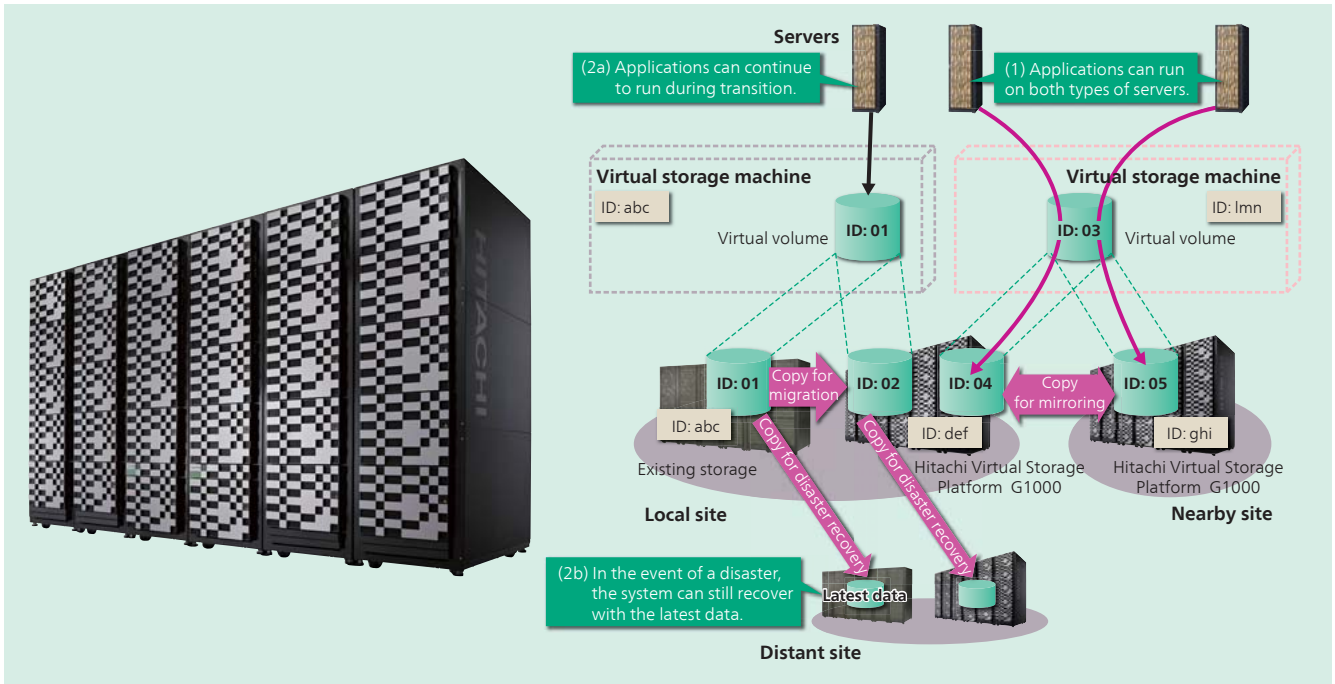 HITACHI
Servers
(2a) Applications can continue
to run during transition.
(1) Applications can run
on both types of servers.
Virtual storage machine
ID: abc
Virtual volume
ID: 01
Virtual storage machine
ID: lmn
ID: 03
Virtual volume
ID: 01
Copy for
migration
ID: 02
ID: 04
Copy
for mirroring
ID: 05
ID: abc
ID: def
ID: ghi
Existing storage
Hitachi Virtual Storage
Platform G1000
Hitachi Virtual Storage
Platform G1000
Local site
Nearby site
Copy for disaster recovery
Copy for disaster recovery
(2b) In the event of a disaster,
the system can still recover
with the latest data.
Latest data
Distant site